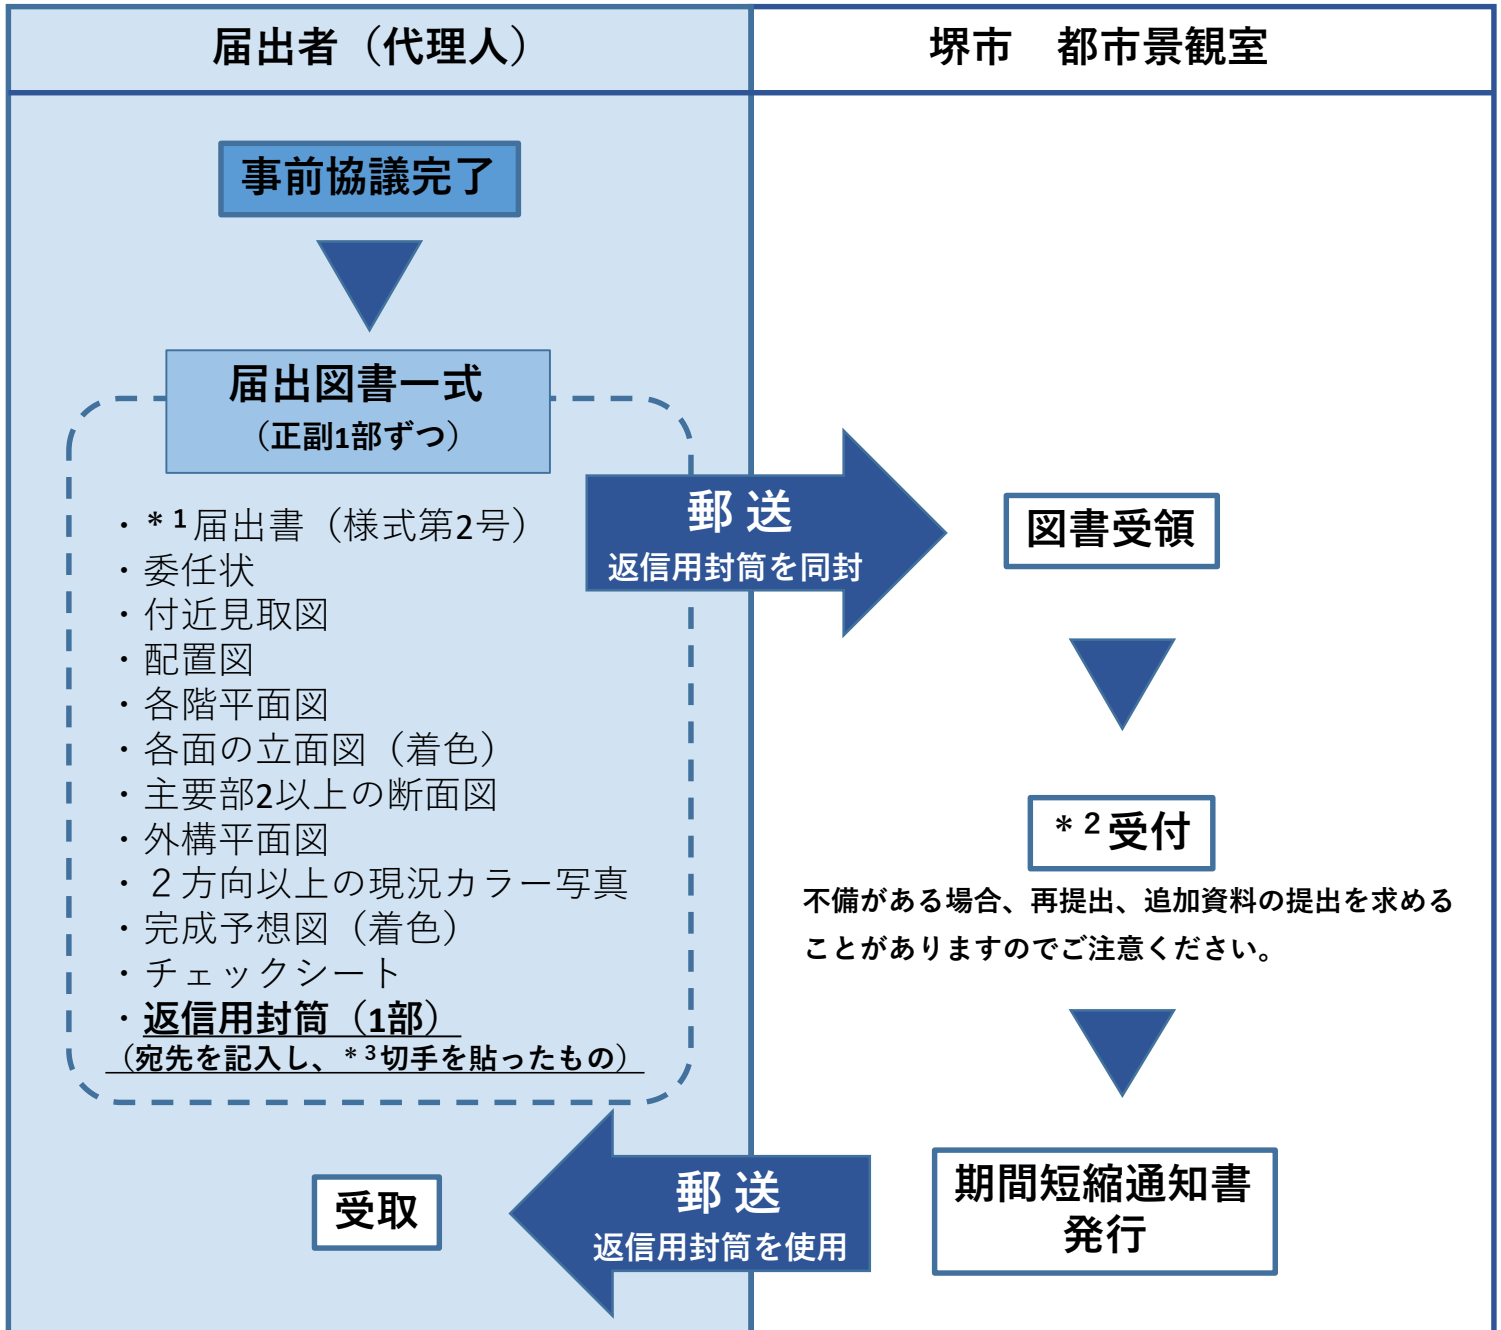 届出者（代理人）
堺市　都市景観室
事前協議完了
届出図書一式
（正副1部ずつ）
・＊1届出書（様式第2号）
・委任状
・付近見取図
・配置図
・各階平面図
・各面の立面図（着色）
・主要部2以上の断面図
・外構平面図
・２方向以上の現況カラー写真
・完成予想図（着色）
・チェックシート
・返信用封筒（1部）
（宛先を記入し、＊3切手を貼ったもの）
郵 送
返信用封筒を同封
図書受領
＊2受付
不備がある場合、再提出、追加資料の提出を求める
ことがありますのでご注意ください。
期間短縮通知書
発行
郵 送
返信用封筒を使用
受取